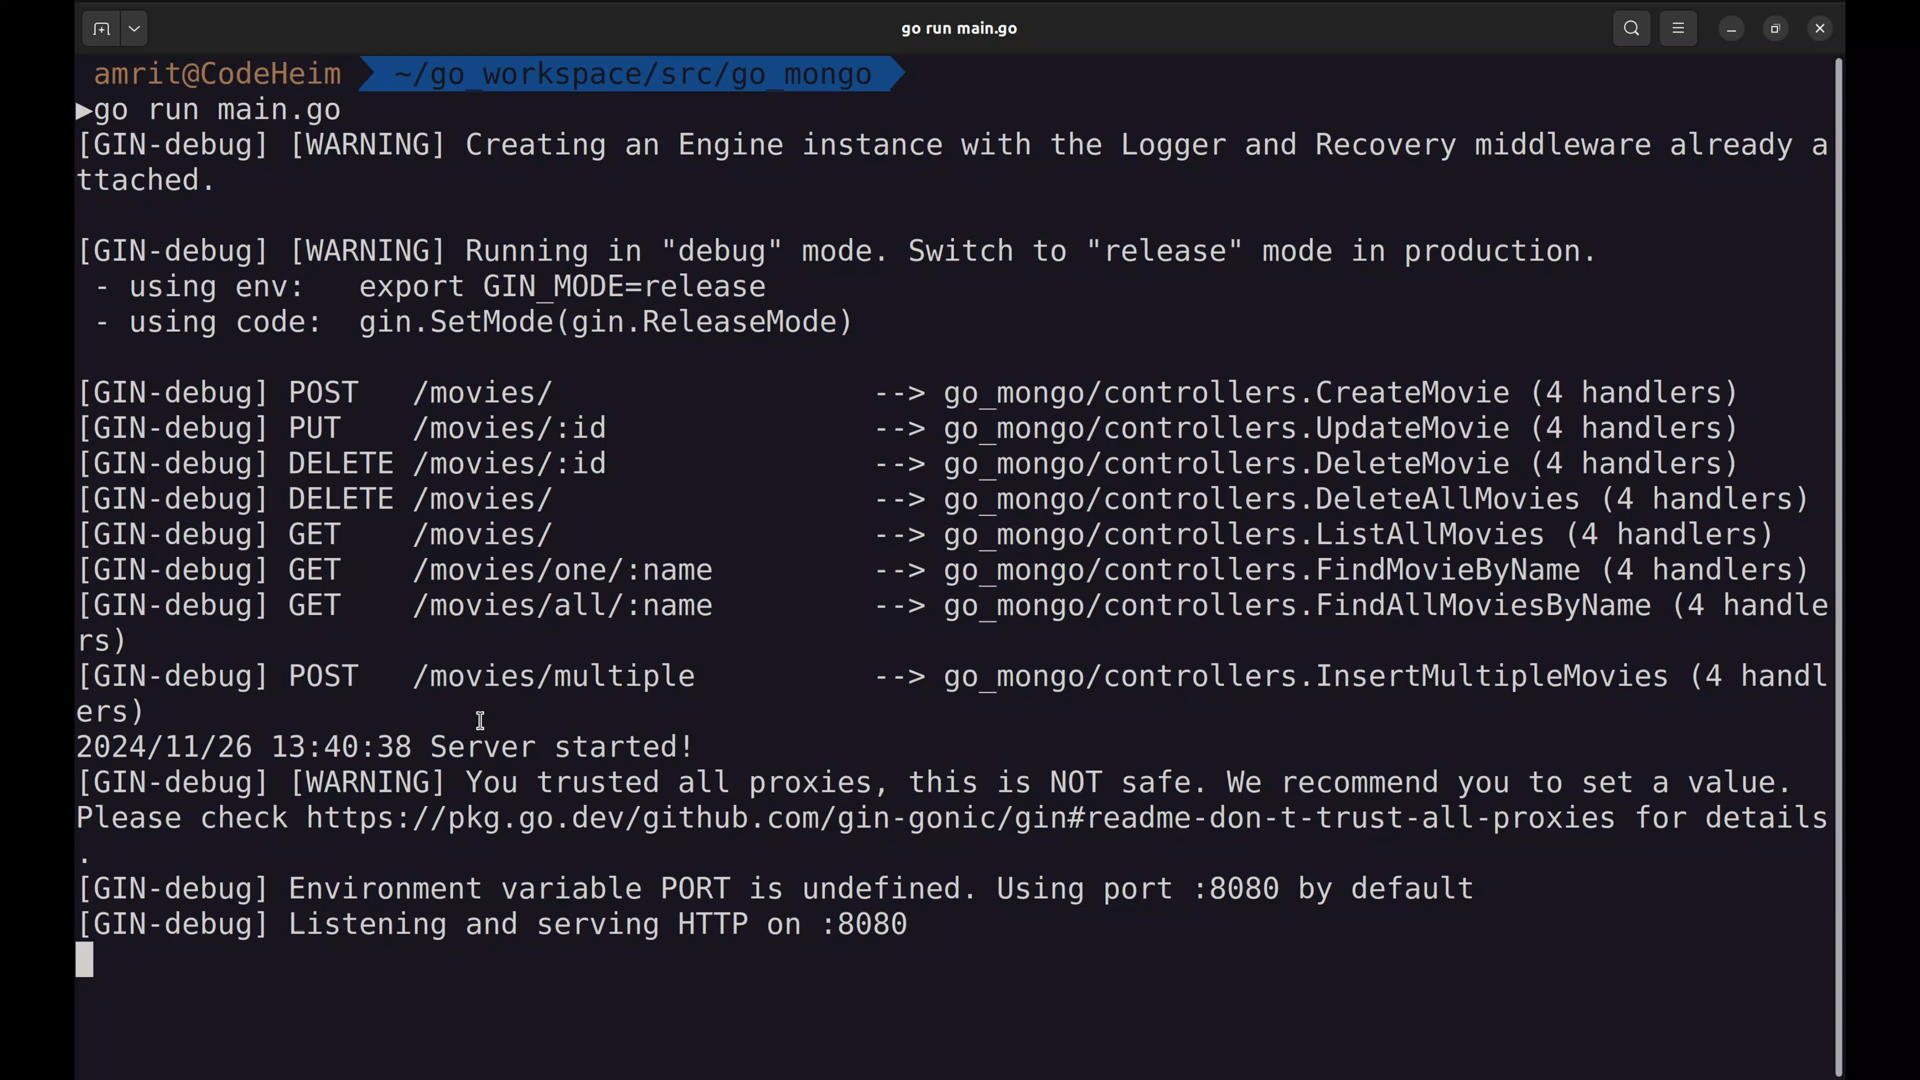 go run main.go
amrit@CodeHeim ~/go_workspace/src/go_mongo
▶go run main.go
[GIN-debug] [WARNING] Creating an Engine instance with the Logger and Recovery middleware already a
ttached.
[GIN-debug] [WARNING] Running in "debug" mode. Switch to "release" mode in production.
 - using env:   export GIN_MODE=release
 - using code:  gin.SetMode(gin.ReleaseMode)
[GIN-debug] POST   /movies/                  --> go_mongo/controllers.CreateMovie (4 handlers)
[GIN-debug] PUT    /movies/:id               --> go_mongo/controllers.UpdateMovie (4 handlers)
[GIN-debug] DELETE /movies/:id               --> go_mongo/controllers.DeleteMovie (4 handlers)
[GIN-debug] DELETE /movies/                  --> go_mongo/controllers.DeleteAllMovies (4 handlers)
[GIN-debug] GET    /movies/                  --> go_mongo/controllers.ListAllMovies (4 handlers)
[GIN-debug] GET    /movies/one/:name         --> go_mongo/controllers.FindMovieByName (4 handlers)
[GIN-debug] GET    /movies/all/:name         --> go_mongo/controllers.FindAllMoviesByName (4 handle
rs)
[GIN-debug] POST   /movies/multiple          --> go_mongo/controllers.InsertMultipleMovies (4 handl
ers)
2024/11/26 13:40:38 Server started!
[GIN-debug] [WARNING] You trusted all proxies, this is NOT safe. We recommend you to set a value.
Please check https://pkg.go.dev/github.com/gin-gonic/gin#readme-don-t-trust-all-proxies for details
.
[GIN-debug] Environment variable PORT is undefined. Using port :8080 by default
[GIN-debug] Listening and serving HTTP on :8080